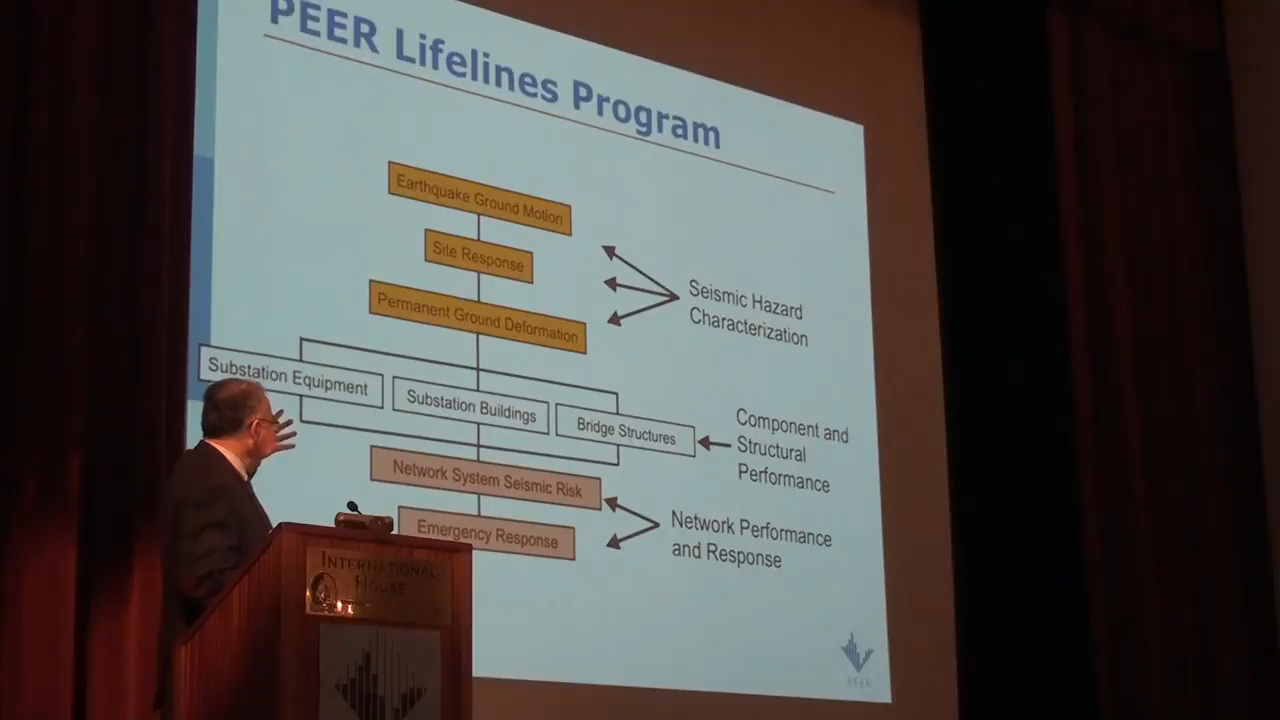 PEER Lifelines Program
Earthquake Ground Motion
Site Response
Permanent Ground Deformation
Seismic Hazard
Characterization
Substation Equipment
Substation Buildings
Bridge Structures
Component and
Structural
Performance
Network System Seismic Risk
Emergency Response
Network Performance
and Response
INTERNATIONAL
HOUSE
PEER